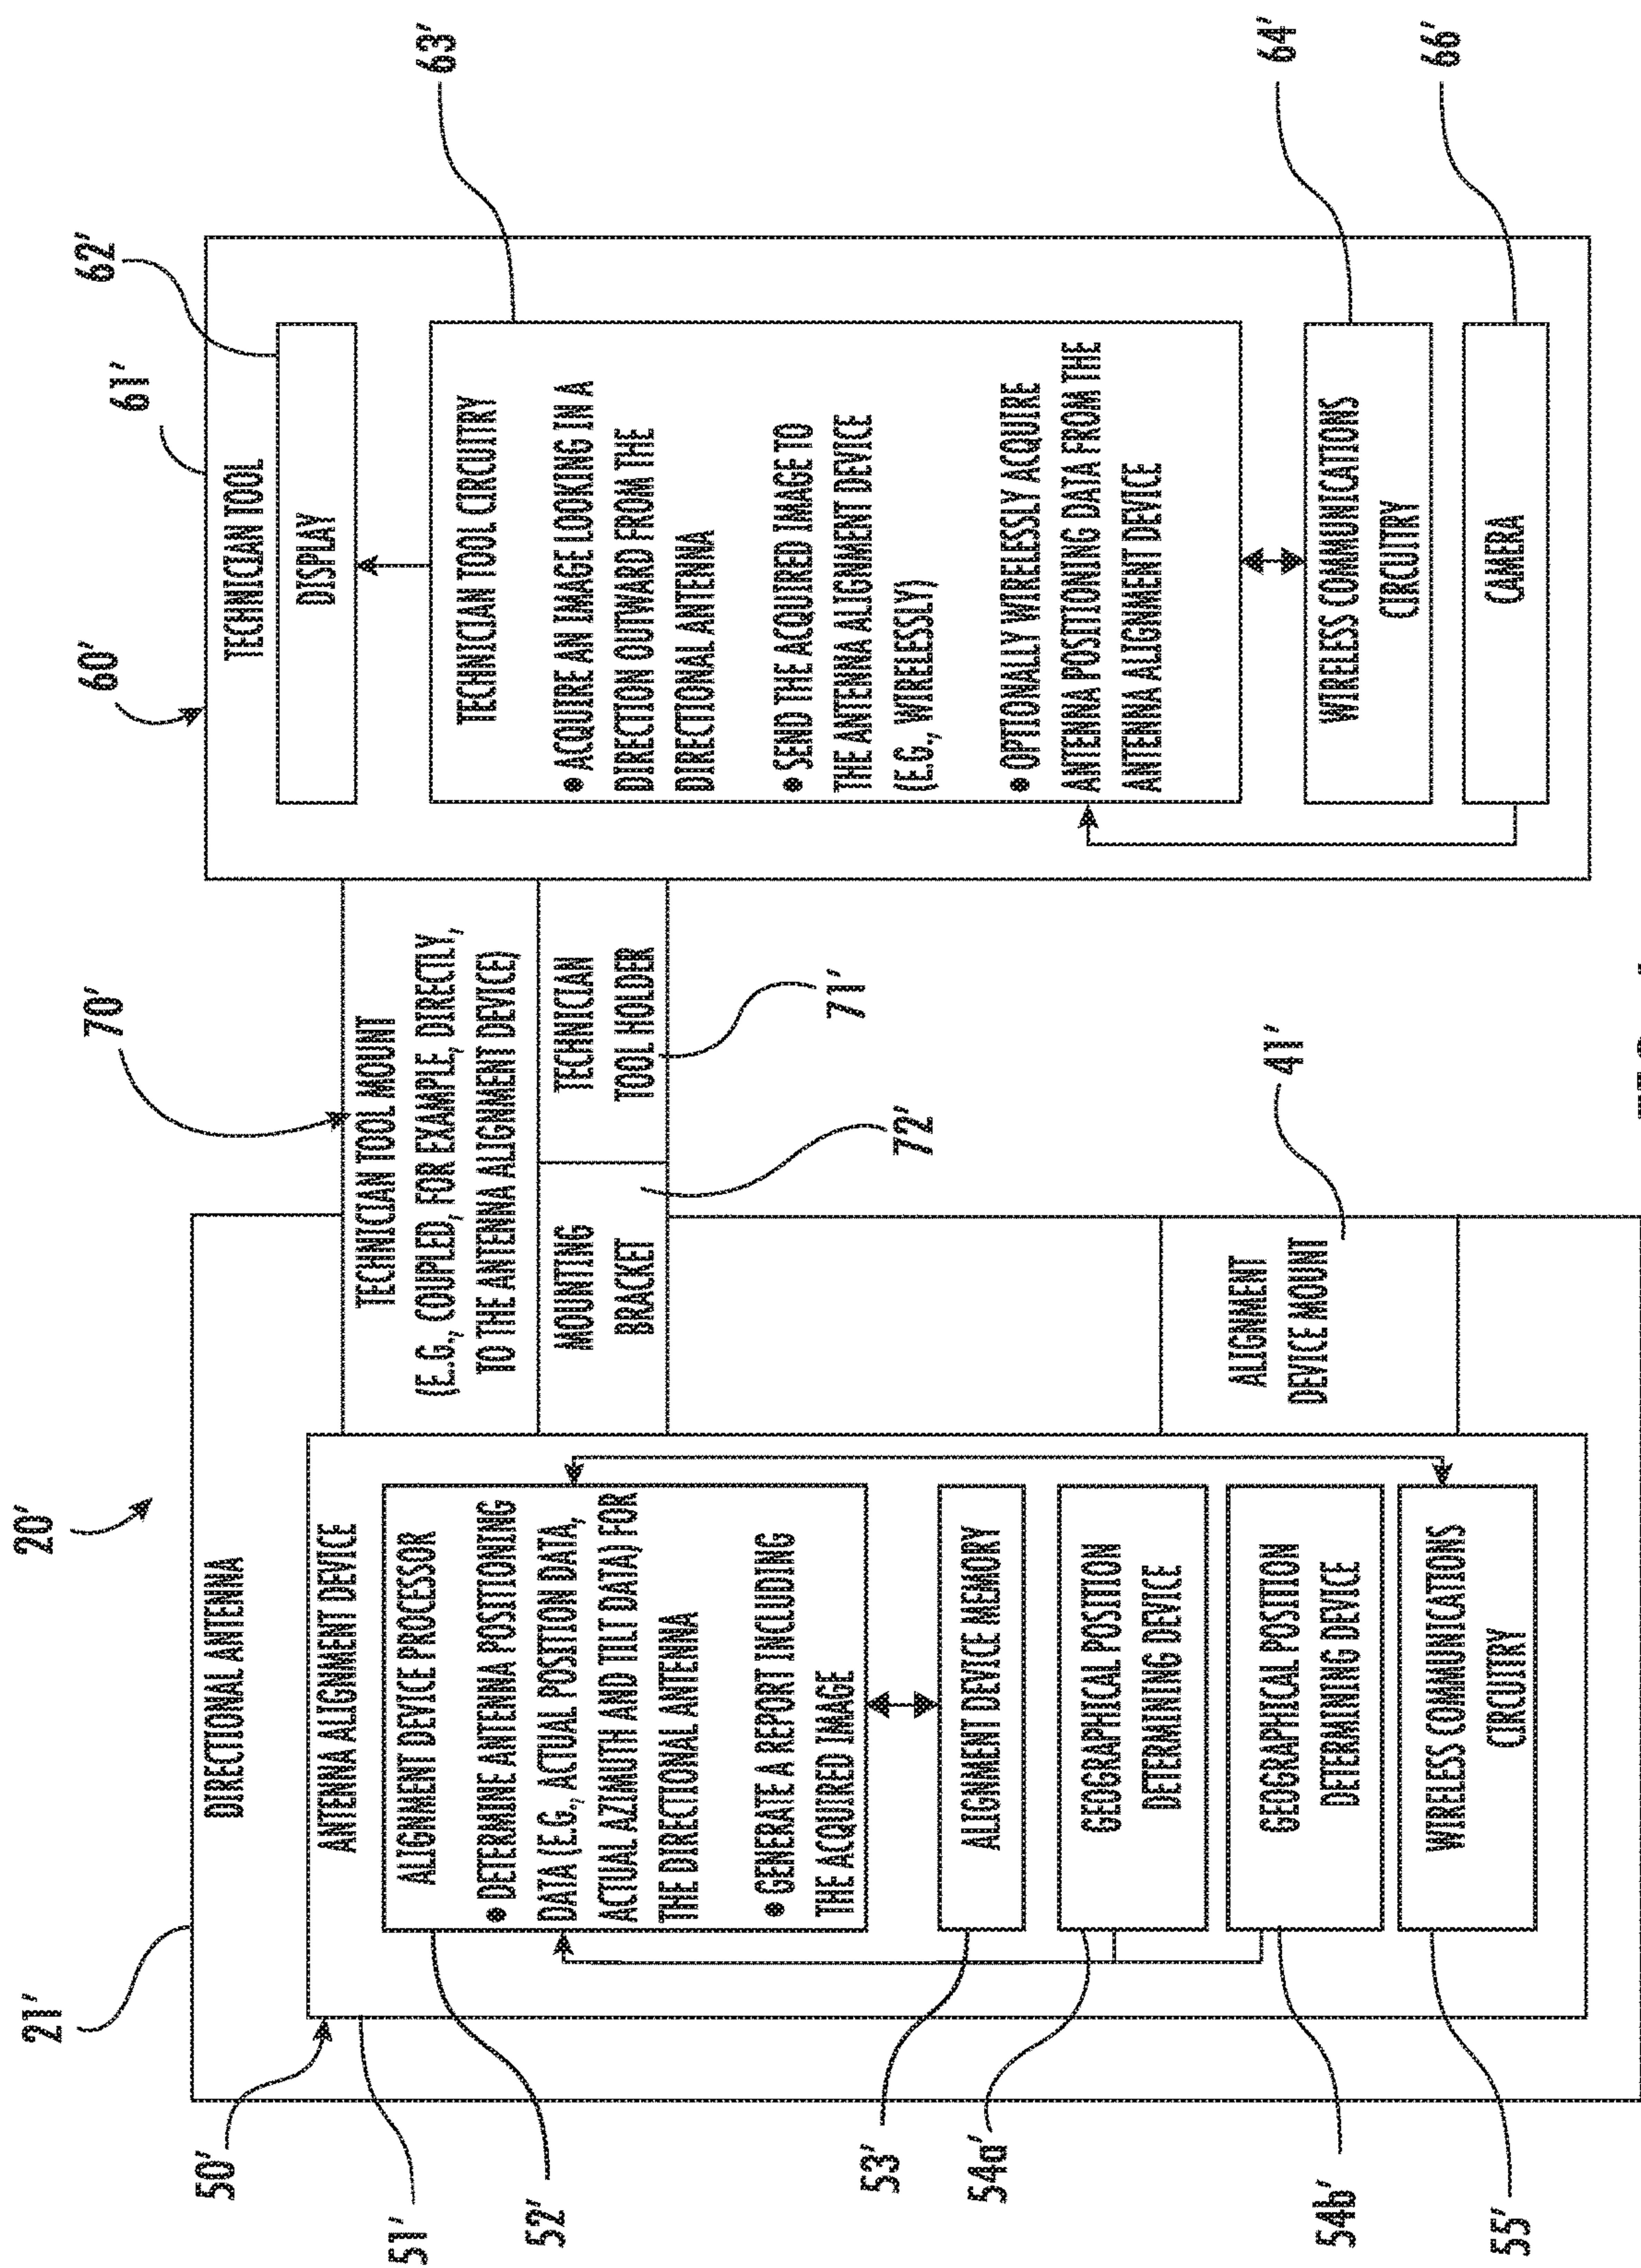 20'
21'
DIRECTIONAL ANTENNA
50'
51'
ANTENNA ALIGNMENT DEVICE
52'
ALIGNMENT DEVICE PROCESSOR
● DETERMINE ANTENNA POSITIONING
DATA (E.G., ACTUAL POSITION DATA,
ACTUAL AZIMUTH AND TILT DATA) FOR
THE DIRECTIONAL ANTENNA
● GENERATE A REPORT INCLUDING
THE ACQUIRED IMAGE
53'
ALIGNMENT DEVICE MEMORY
54a'
GEOGRAPHICAL POSITION
DETERMINING DEVICE
54b'
GEOGRAPHICAL POSITION
DETERMING DEVICE
55'
WIRELESS COMMUNICATIONS
CIRCUITRY
70'
TECHNICIAN TOOL MOUNT
(E.G., COUPLED, FOR EXAMPLE, DIRECTLY,
TO THE ANTENNA ALIGNMENT DEVICE)
MOUNTING
BRACKET
72'
TECHNICIAN
TOOL HOLDER
71'
ALIGNMENT
DEVICE MOUNT
41'
60'
61'
62'
TECHNICIAN TOOL
DISPLAY
63'
TECHNICIAN TOOL CIRCUITRY
● ACQUIRE AN IMAGE LOOKING IN A
DIRECTION OUTWARD FROM THE
DIRECTIONAL ANTENNA
● SEND THE ACQUIRED IMAGE TO
THE ANTENNA ALIGNMENT DEVICE
(E.G., WIRELESSLY)
● OPTIONALLY WIRELESSLY ACQUIRE
ANTENNA POSITIONING DATA FROM THE
ANTENNA ALIGNMENT DEVICE
64'
WIRELESS COMMUNICATIONS
CIRCUITRY
66'
CAMERA